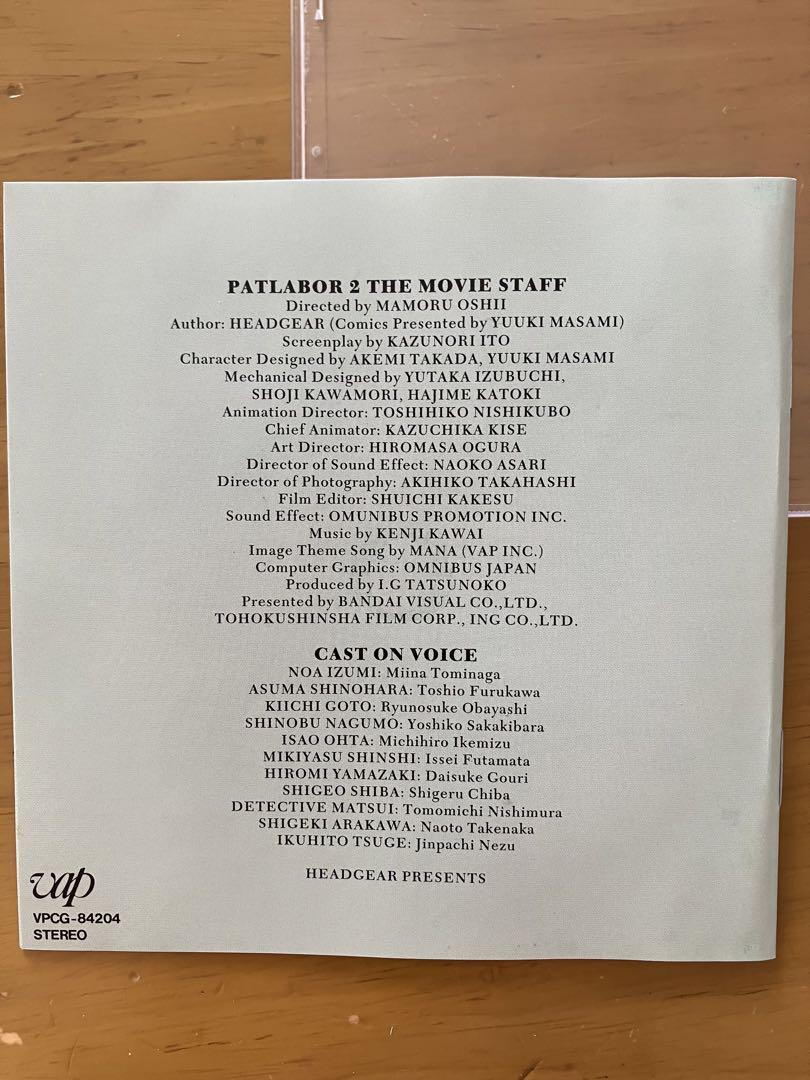 PATLABOR 2 THE MOVIE STAFF
Directed by MAMORU OSHII
Author: HEADGEAR (Comics Presented by YUUKI MASAMI)
Screenplay by KAZUNORI ITO
Character Designed by AKEMI TAKADA, YUUKI MASAMI
Mechanical Designed by YUTAKA IZUBUCHI,
SHOJI KAWAMORI, HAJIME KATOKI
Animation Director: TOSHIHIKO NISHIKUBO
Chief Animator: KAZUCHIKA KISE
Art Director: HIROMASA OGURA
Director of Sound Effect: NAOKO ASARI
Director of Photography: AKIHIKO TAKAHASHI
Film Editor: SHUICHI KAKESU
Sound Effect: OMUNIBUS PROMOTION INC.
Music by KENJI KAWAI
Image Theme Song by MANA (VAP INC.)
Computer Graphics: OMNIBUS JAPAN
Produced by I.G TATSUNOKO
Presented by BANDAI VISUAL CO.,LTD.,
TOHOKUSHINSHA FILM CORP., ING CO.,LTD.
CAST ON VOICE
NOA IZUMI: Miina Tominaga
ASUMA SHINOHARA: Toshio Furukawa
KIICHI GOTO: Ryunosuke Obayashi
SHINOBU NAGUMO: Yoshiko Sakakibara
ISAO OHTA: Michihiro Ikemizu
MIKIYASU SHINSHI: Issei Futamata
HIROMI YAMAZAKI: Daisuke Gouri
SHIGEO SHIBA: Shigeru Chiba
DETECTIVE MATSUI: Tomomichi Nishimura
SHIGEKI ARAKAWA: Naoto Takenaka
IKUHITO TSUGE: Jinpachi Nezu
HEADGEAR PRESENTS
vap
VPCG-84204
STEREO